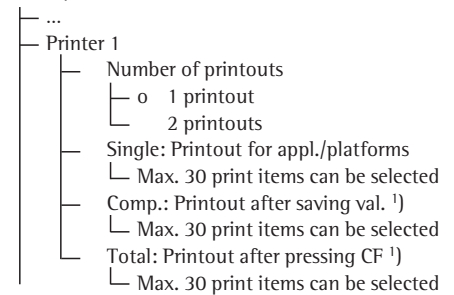 ...
Printer 1
Number of printouts
o 1 printout
2 printouts
Single: Printout for appl./platforms
Max. 30 print items can be selected
Comp.: Printout after saving val. ¹)
Max. 30 print items can be selected
Total: Printout after pressing CF ¹)
Max. 30 print items can be selected